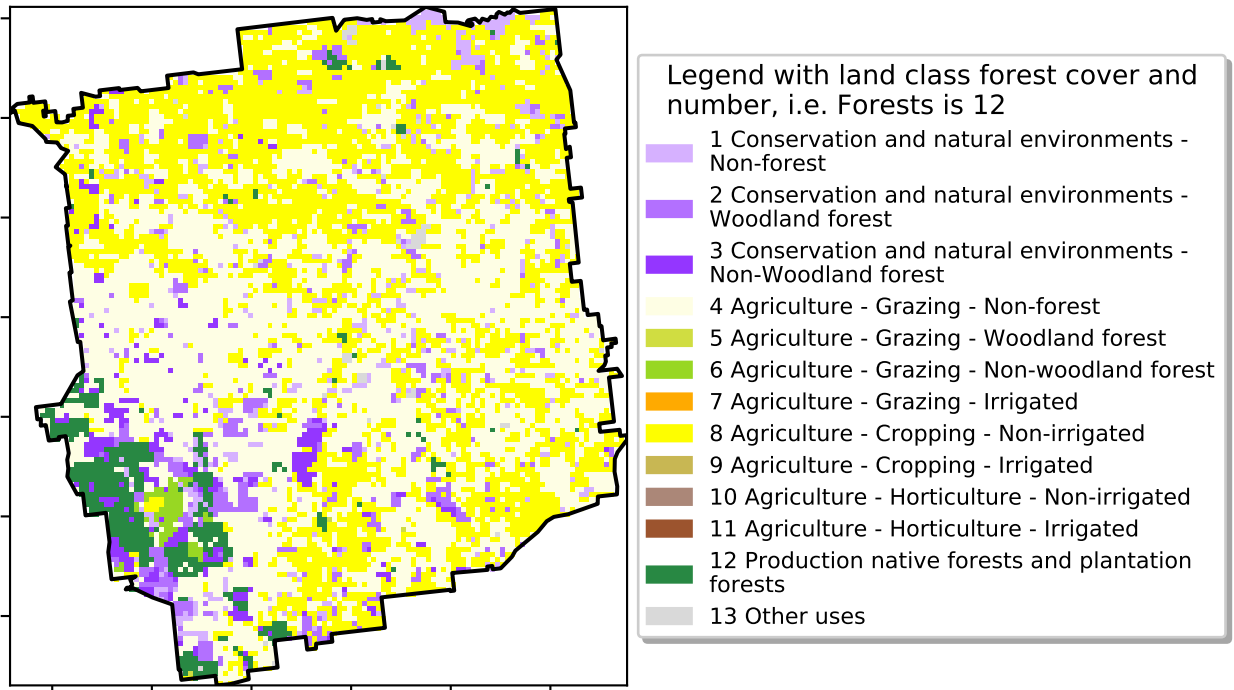 Legend with land class forest cover and
number, i.e. Forests is 12
1 Conservation and natural environments -
Non-forest
2 Conservation and natural environments -
Woodland forest
3 Conservation and natural environments -
Non-Woodland forest
4 Agriculture - Grazing - Non-forest
5 Agriculture - Grazing - Woodland forest
6 Agriculture - Grazing - Non-woodland forest
7 Agriculture - Grazing - Irrigated
8 Agriculture - Cropping - Non-irrigated
9 Agriculture - Cropping - Irrigated
10 Agriculture - Horticulture - Non-irrigated
11 Agriculture - Horticulture - Irrigated
12 Production native forests and plantation
forests
13 Other uses